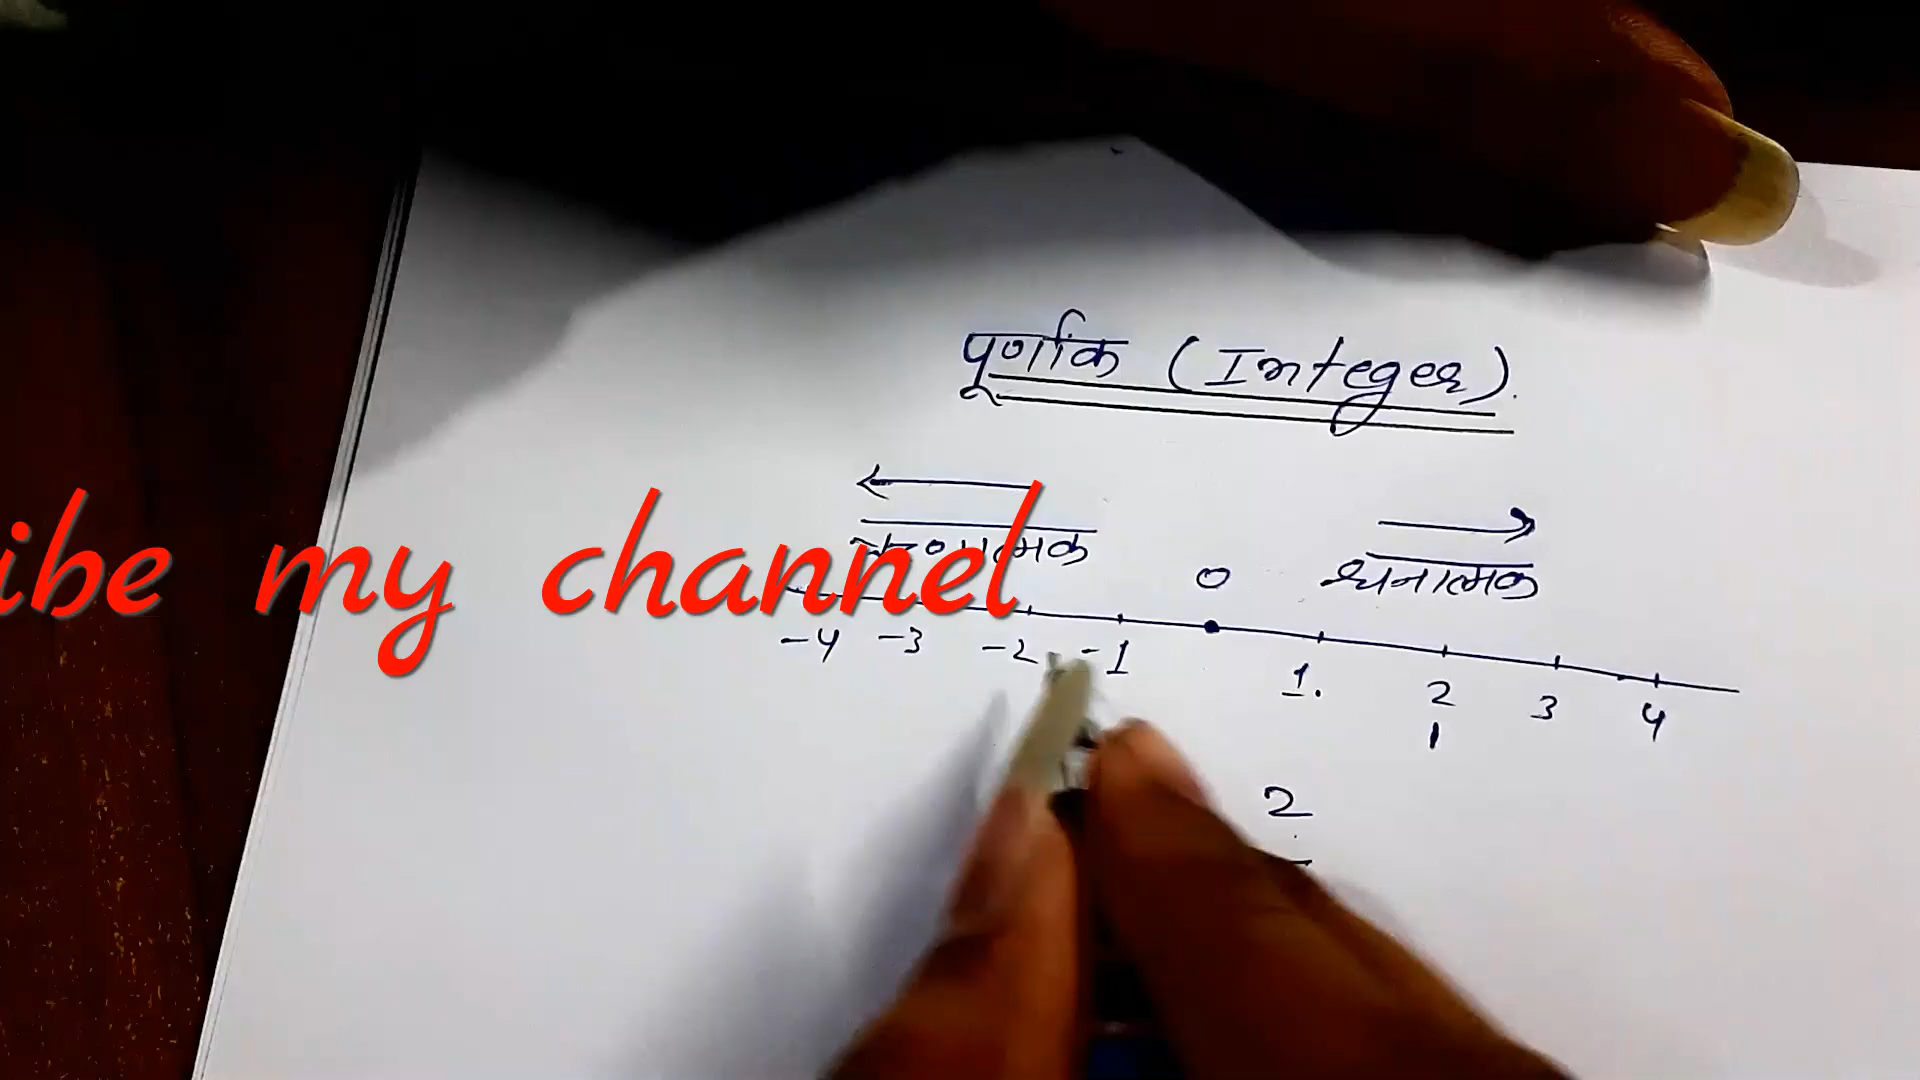 पूर्णांक (Integer).
ibe my channel
0 धनात्मक
-4 -3 -2 -1 1. 2 3 4
1
2